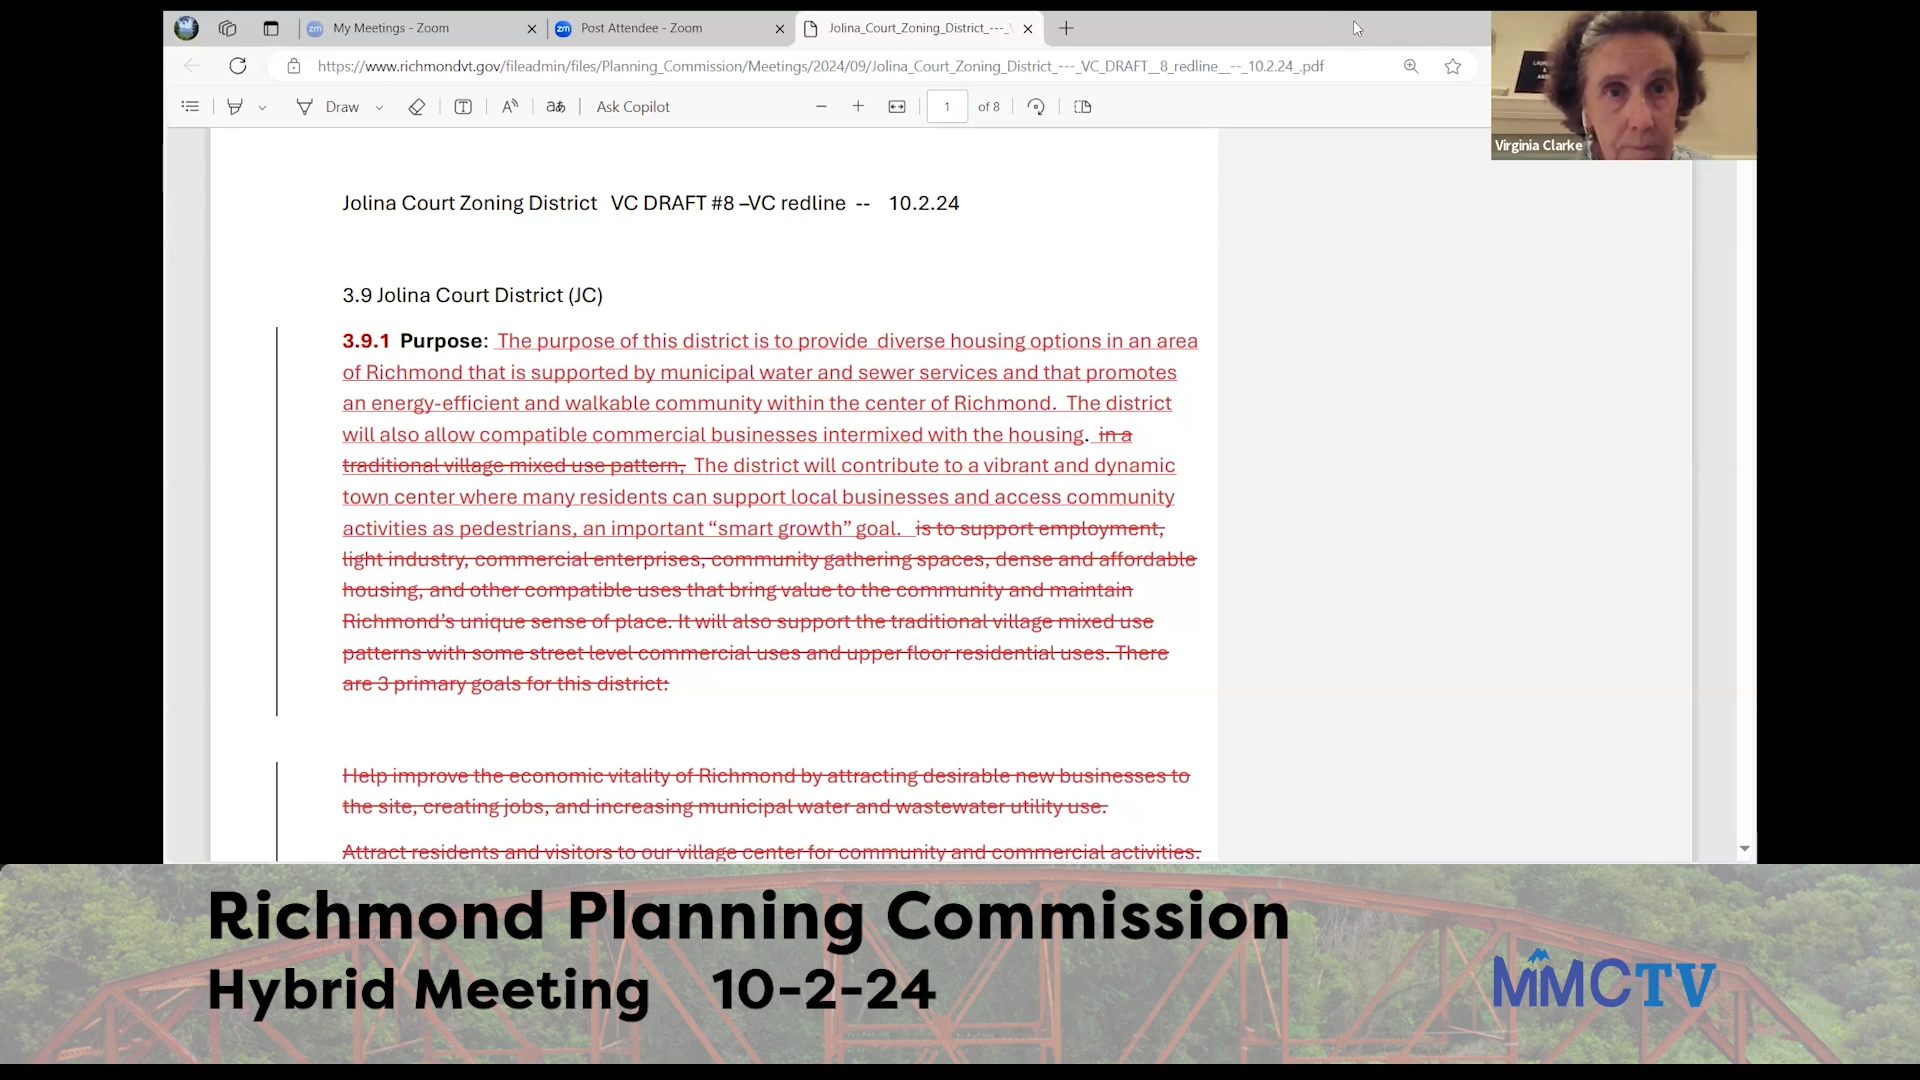 My Meetings - Zoom
Post Attendee - Zoom
Jolina_Court_Zoning_District_---_
https://www.richmondvt.gov/fileadmin/files/Planning_Commission/Meetings/2024/09/Jolina_Court_Zoning_District_---_VC_DRAFT__8_redline__--_10.2.24_.pdf
Draw
Ask Copilot
1 of 8
Virginia Clarke
Jolina Court Zoning District VC DRAFT #8 –VC redline -- 10.2.24
3.9 Jolina Court District (JC)
3.9.1 Purpose: The purpose of this district is to provide diverse housing options in an area
of Richmond that is supported by municipal water and sewer services and that promotes
an energy-efficient and walkable community within the center of Richmond. The district
will also allow compatible commercial businesses intermixed with the housing. in a
traditional village mixed use pattern, The district will contribute to a vibrant and dynamic
town center where many residents can support local businesses and access community
activities as pedestrians, an important “smart growth” goal. is to support employment,
light industry, commercial enterprises, community gathering spaces, dense and affordable
housing, and other compatible uses that bring value to the community and maintain
Richmond’s unique sense of place. It will also support the traditional village mixed use
patterns with some street level commercial uses and upper floor residential uses. There
are 3 primary goals for this district:
Help improve the economic vitality of Richmond by attracting desirable new businesses to
the site, creating jobs, and increasing municipal water and wastewater utility use.
Attract residents and visitors to our village center for community and commercial activities.
Richmond Planning Commission
Hybrid Meeting 10-2-24
MMCTV